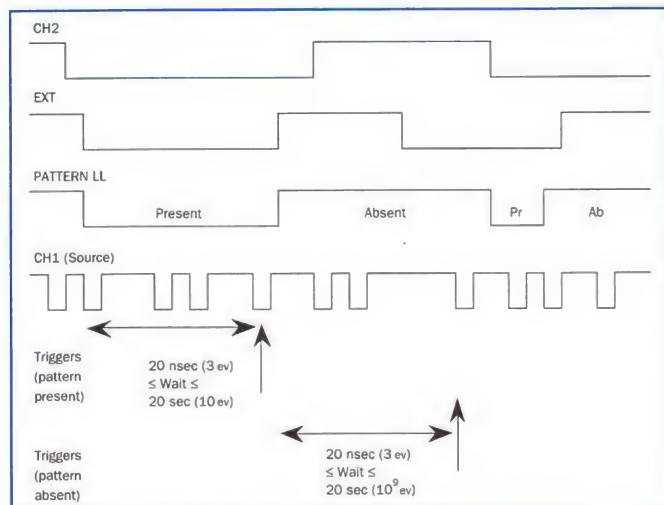 CH2
EXT
PATTERN LL
Present Absent Pr Ab
CH1 (Source)
Triggers
(pattern
present)
20 nsec (3 ev)
≤ Wait ≤
20 sec (10 ev)
Triggers
(pattern
absent)
20 nsec (3 ev)
≤ Wait ≤
20 sec (10⁹ ev)